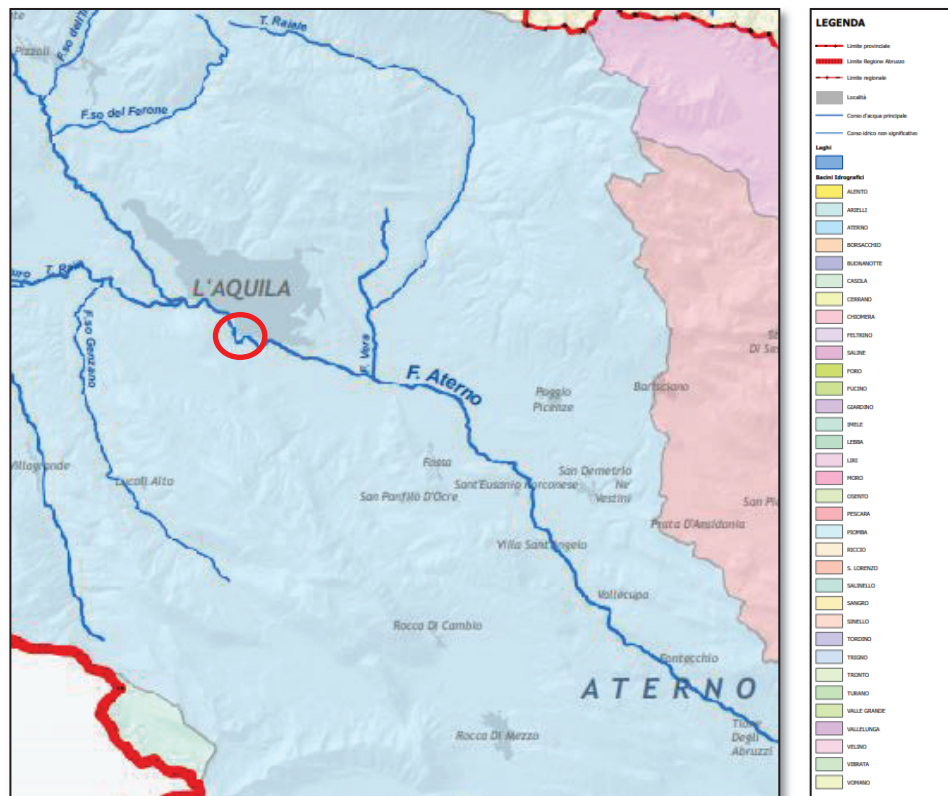 T. Raiale
Pizzoli
F.so del Ferone
L'AQUILA
F.so Genzano
F. Vera
F. Aterno
Poggio
Picenze
Barisciano
Villagrande
Lucoli Alto
Fossa
San Demetrio
Ne'
Vestini
Sant'Eusanio Forconese
San Panfilo D'Ocre
Prata D'Ansidonia
Villa Sant'Angelo
Vallecupa
Rocca Di Cambio
Fontecchio
ATERNO
Rocca Di Mezzo
Tione
Degli
Abruzzi
LEGENDA
Limite provinciale
Limite Regione Abruzzo
Limite regionale
Località
Corso d'acqua principale
Corso idrico non significativo
Laghi
Bacini Idrografici
ALENTO
ARIELLI
ATERNO
BORSACCHIO
BUONANOTTE
CASOLA
CERRANO
CHIOMERA
FELTRINO
SALINE
FORO
FUCINO
GIARDINO
IMELE
LEBBA
LIRI
MORO
OSENTO
PESCARA
PIOMBA
RICCIO
S. LORENZO
SALINELLO
SANGRO
SINELLO
TORDINO
TRIGNO
TRONTO
TURANO
VALLE GRANDE
VALLELUNGA
VELINO
VIBRATA
VOMANO